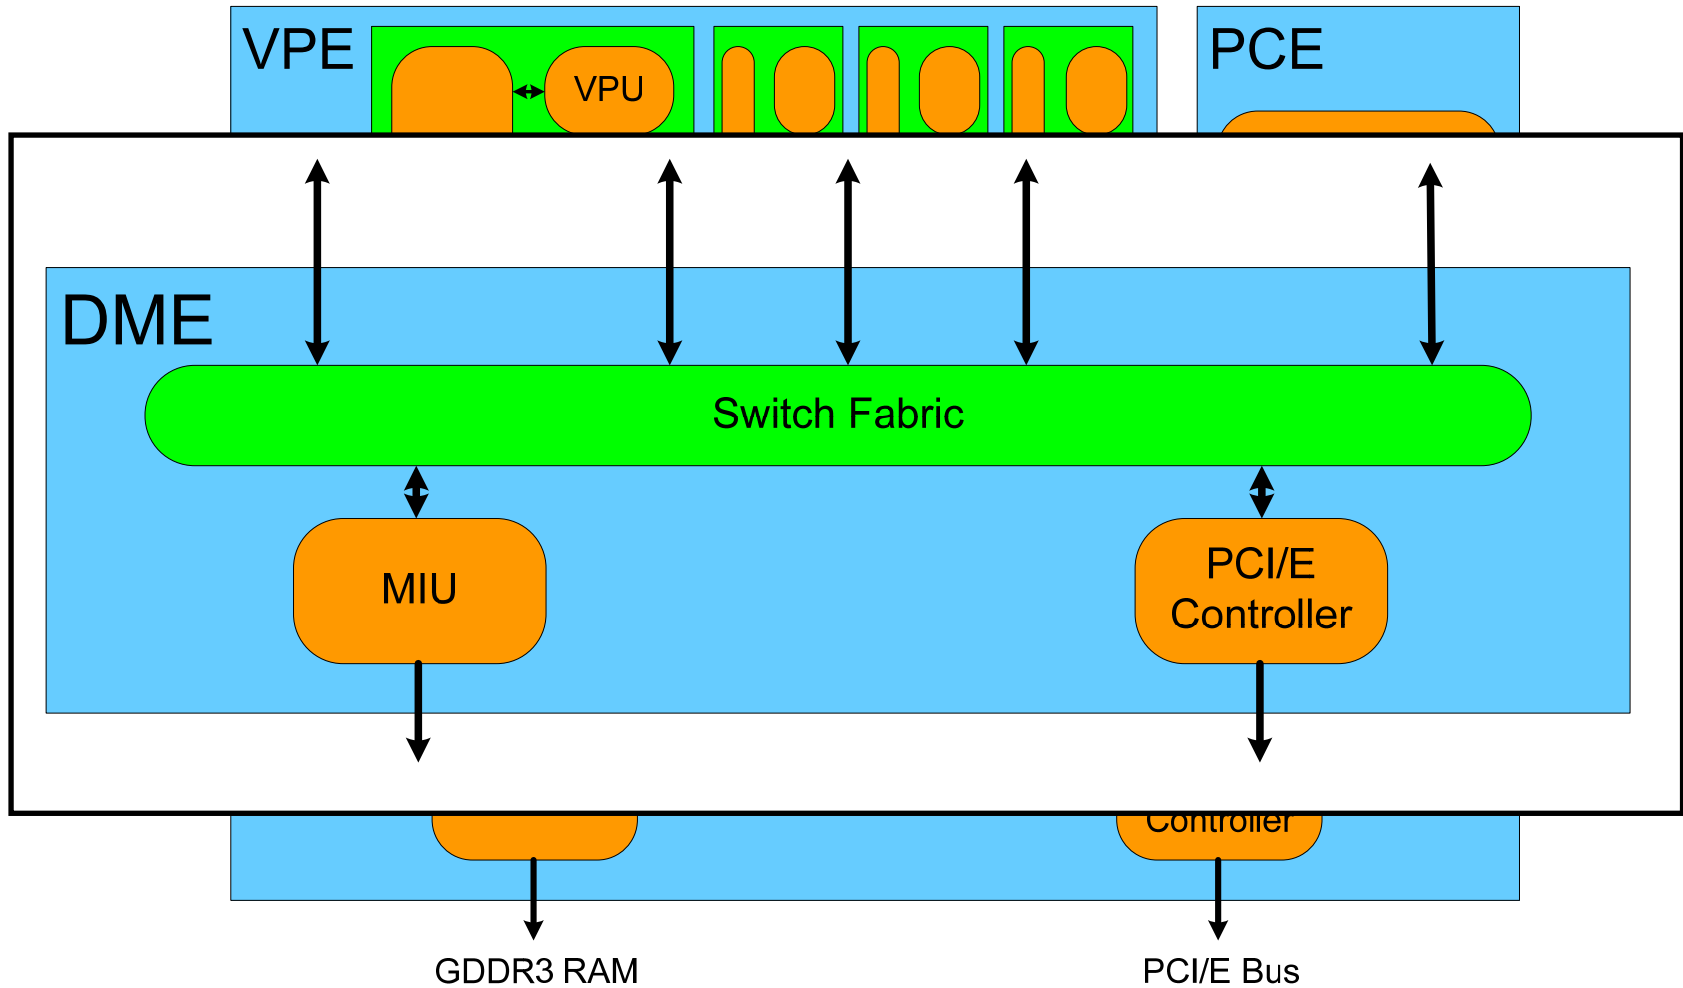 VPE
VPU
PCE
DME
Switch Fabric
MIU
PCI/E
Controller
Controller
GDDR3 RAM
PCI/E Bus